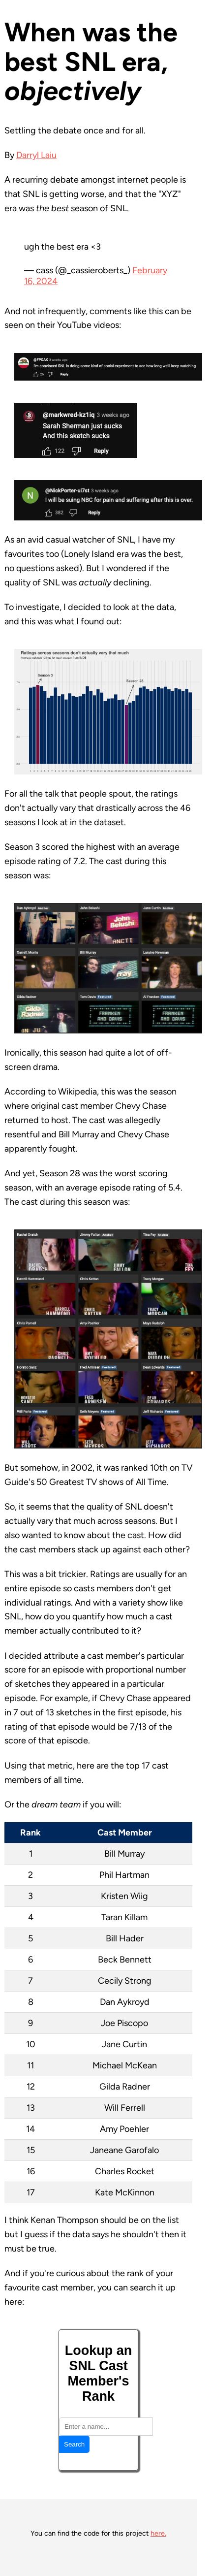 When was the
best SNL era,
objectively
Settling the debate once and for all.
By Darryl Laiu
A recurring debate amongst internet people is
that SNL is getting worse, and that the "XYZ"
era was the best season of SNL.
ugh the best era <3
— cass (@_cassieroberts_) February
16, 2024
And not infrequently, comments like this can be
seen on their YouTube videos:
3 weeks ago
I'm convinced SNL is doing some kind of social experiment to see how far they can push it.
Reply
@markwred-kz1iq 3 weeks ago
Sarah Sherman just sucks
And this sketch sucks
122 Reply
@NickPorter-ui7st 3 weeks ago
I will be suing NBC for pain and suffering after this is over.
382 Reply
As an avid casual watcher of SNL, I have my
favourites too (Lonely Island era was the best,
no questions asked). But I wondered if the
quality of SNL was actually declining.
To investigate, I decided to look at the data,
and this was what I found out:
Ratings across seasons don't actually vary that much
Season 3
Season 28
For all the talk that people spout, the ratings
don't actually vary that drastically across the 46
seasons I look at in the dataset.
Season 3 scored the highest with an average
episode rating of 7.2. The cast during this
season was:
Dan Aykroyd Anchor
John Belushi
Jane Curtin Anchor
Garrett Morris
Bill Murray
Laraine Newman
Gilda Radner
Tom Davis Featured
Al Franken Featured
Ironically, this season had quite a lot of off-
screen drama.
According to Wikipedia, this was the season
where original cast member Chevy Chase
returned to host. The cast was allegedly
resentful and Bill Murray and Chevy Chase
apparently fought.
And yet, Season 28 was the worst scoring
season, with an average episode rating of 5.4.
The cast during this season was:
Rachel Dratch
Jimmy Fallon Anchor
Tina Fey Anchor
Darrell Hammond
Chris Kattan
Tracy Morgan
Chris Parnell
Amy Poehler
Maya Rudolph
Horatio Sanz
Fred Armisen Featured
Dean Edwards Featured
Will Forte Featured
Seth Meyers Featured
Jeff Richards Featured
But somehow, in 2002, it was ranked 10th on TV
Guide's 50 Greatest TV shows of All Time.
So, it seems that the quality of SNL doesn't
actually vary that much across seasons. But I
also wanted to know about the cast. How did
the cast members stack up against each other?
This was a bit trickier. Ratings are usually for an
entire episode so casts members don't get
individual ratings. And with a variety show like
SNL, how do you quantify how much a cast
member actually contributed to it?
I decided attribute a cast member's particular
score for an episode with proportional number
of sketches they appeared in a particular
episode. For example, if Chevy Chase appeared
in 7 out of 13 sketches in the first episode, his
rating of that episode would be 7/13 of the
score of that episode.
Using that metric, here are the top 17 cast
members of all time.
Or the dream team if you will:
Rank Cast Member
1 Bill Murray
2 Phil Hartman
3 Kristen Wiig
4 Taran Killam
5 Bill Hader
6 Beck Bennett
7 Cecily Strong
8 Dan Aykroyd
9 Joe Piscopo
10 Jane Curtin
11 Michael McKean
12 Gilda Radner
13 Will Ferrell
14 Amy Poehler
15 Janeane Garofalo
16 Charles Rocket
17 Kate McKinnon
I think Kenan Thompson should be on the list
but I guess if the data says he shouldn't then it
must be true.
And if you're curious about the rank of your
favourite cast member, you can search it up
here:
Lookup an
SNL Cast
Member's
Rank
Enter a name...
Search
You can find the code for this project here.